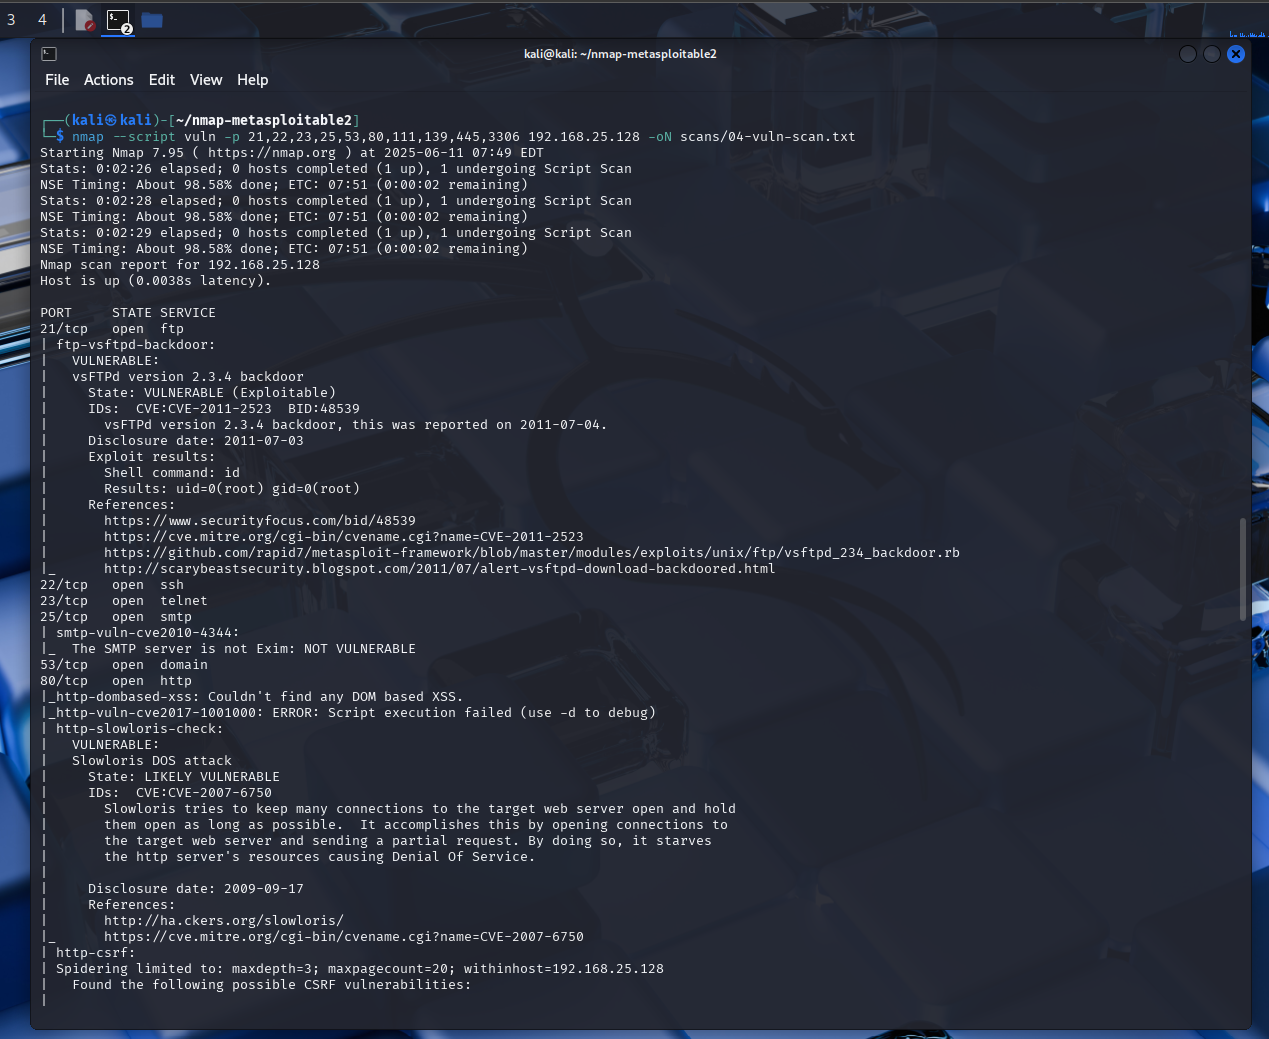 3 4
2
kali@kali: ~/nmap-metasploitable2
File Actions Edit View Help
┌──(kali㉿kali)-[~/nmap-metasploitable2]
└─$ nmap --script vuln -p 21,22,23,25,53,80,111,139,445,3306 192.168.25.128 -oN scans/04-vuln-scan.txt
Starting Nmap 7.95 ( https://nmap.org ) at 2025-06-11 07:49 EDT
Stats: 0:02:26 elapsed; 0 hosts completed (1 up), 1 undergoing Script Scan
NSE Timing: About 98.58% done; ETC: 07:51 (0:00:02 remaining)
Stats: 0:02:28 elapsed; 0 hosts completed (1 up), 1 undergoing Script Scan
NSE Timing: About 98.58% done; ETC: 07:51 (0:00:02 remaining)
Stats: 0:02:29 elapsed; 0 hosts completed (1 up), 1 undergoing Script Scan
NSE Timing: About 98.58% done; ETC: 07:51 (0:00:02 remaining)
Nmap scan report for 192.168.25.128
Host is up (0.0038s latency).

PORT     STATE SERVICE
21/tcp   open  ftp
| ftp-vsftpd-backdoor:
|   VULNERABLE:
|   vsFTPd version 2.3.4 backdoor
|     State: VULNERABLE (Exploitable)
|     IDs:  CVE:CVE-2011-2523  BID:48539
|       vsFTPd version 2.3.4 backdoor, this was reported on 2011-07-04.
|     Disclosure date: 2011-07-03
|     Exploit results:
|       Shell command: id
|       Results: uid=0(root) gid=0(root)
|     References:
|       https://www.securityfocus.com/bid/48539
|       https://cve.mitre.org/cgi-bin/cvename.cgi?name=CVE-2011-2523
|       https://github.com/rapid7/metasploit-framework/blob/master/modules/exploits/unix/ftp/vsftpd_234_backdoor.rb
|_      http://scarybeastsecurity.blogspot.com/2011/07/alert-vsftpd-download-backdoored.html
22/tcp   open  ssh
23/tcp   open  telnet
25/tcp   open  smtp
| smtp-vuln-cve2010-4344:
|_  The SMTP server is not Exim: NOT VULNERABLE
53/tcp   open  domain
80/tcp   open  http
|_http-dombased-xss: Couldn't find any DOM based XSS.
|_http-vuln-cve2017-1001000: ERROR: Script execution failed (use -d to debug)
| http-slowloris-check:
|   VULNERABLE:
|   Slowloris DOS attack
|     State: LIKELY VULNERABLE
|     IDs:  CVE:CVE-2007-6750
|       Slowloris tries to keep many connections to the target web server open and hold
|       them open as long as possible.  It accomplishes this by opening connections to
|       the target web server and sending a partial request. By doing so, it starves
|       the http server's resources causing Denial Of Service.
|
|     Disclosure date: 2009-09-17
|     References:
|       http://ha.ckers.org/slowloris/
|_      https://cve.mitre.org/cgi-bin/cvename.cgi?name=CVE-2007-6750
| http-csrf:
| Spidering limited to: maxdepth=3; maxpagecount=20; withinhost=192.168.25.128
|   Found the following possible CSRF vulnerabilities:
|